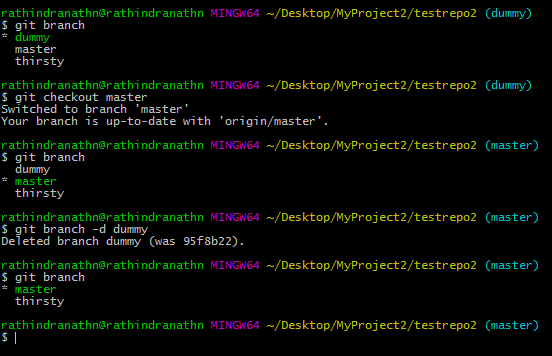 rathindranathn@rathindranathn MINGW64 ~/Desktop/MyProject2/testrepo2 (dummy)
$ git branch
* dummy
  master
  thirsty
rathindranathn@rathindranathn MINGW64 ~/Desktop/MyProject2/testrepo2 (dummy)
$ git checkout master
Switched to branch 'master'
Your branch is up-to-date with 'origin/master'.
rathindranathn@rathindranathn MINGW64 ~/Desktop/MyProject2/testrepo2 (master)
$ git branch
  dummy
* master
  thirsty
rathindranathn@rathindranathn MINGW64 ~/Desktop/MyProject2/testrepo2 (master)
$ git branch -d dummy
Deleted branch dummy (was 95f8b22).
rathindranathn@rathindranathn MINGW64 ~/Desktop/MyProject2/testrepo2 (master)
$ git branch
* master
  thirsty
rathindranathn@rathindranathn MINGW64 ~/Desktop/MyProject2/testrepo2 (master)
$